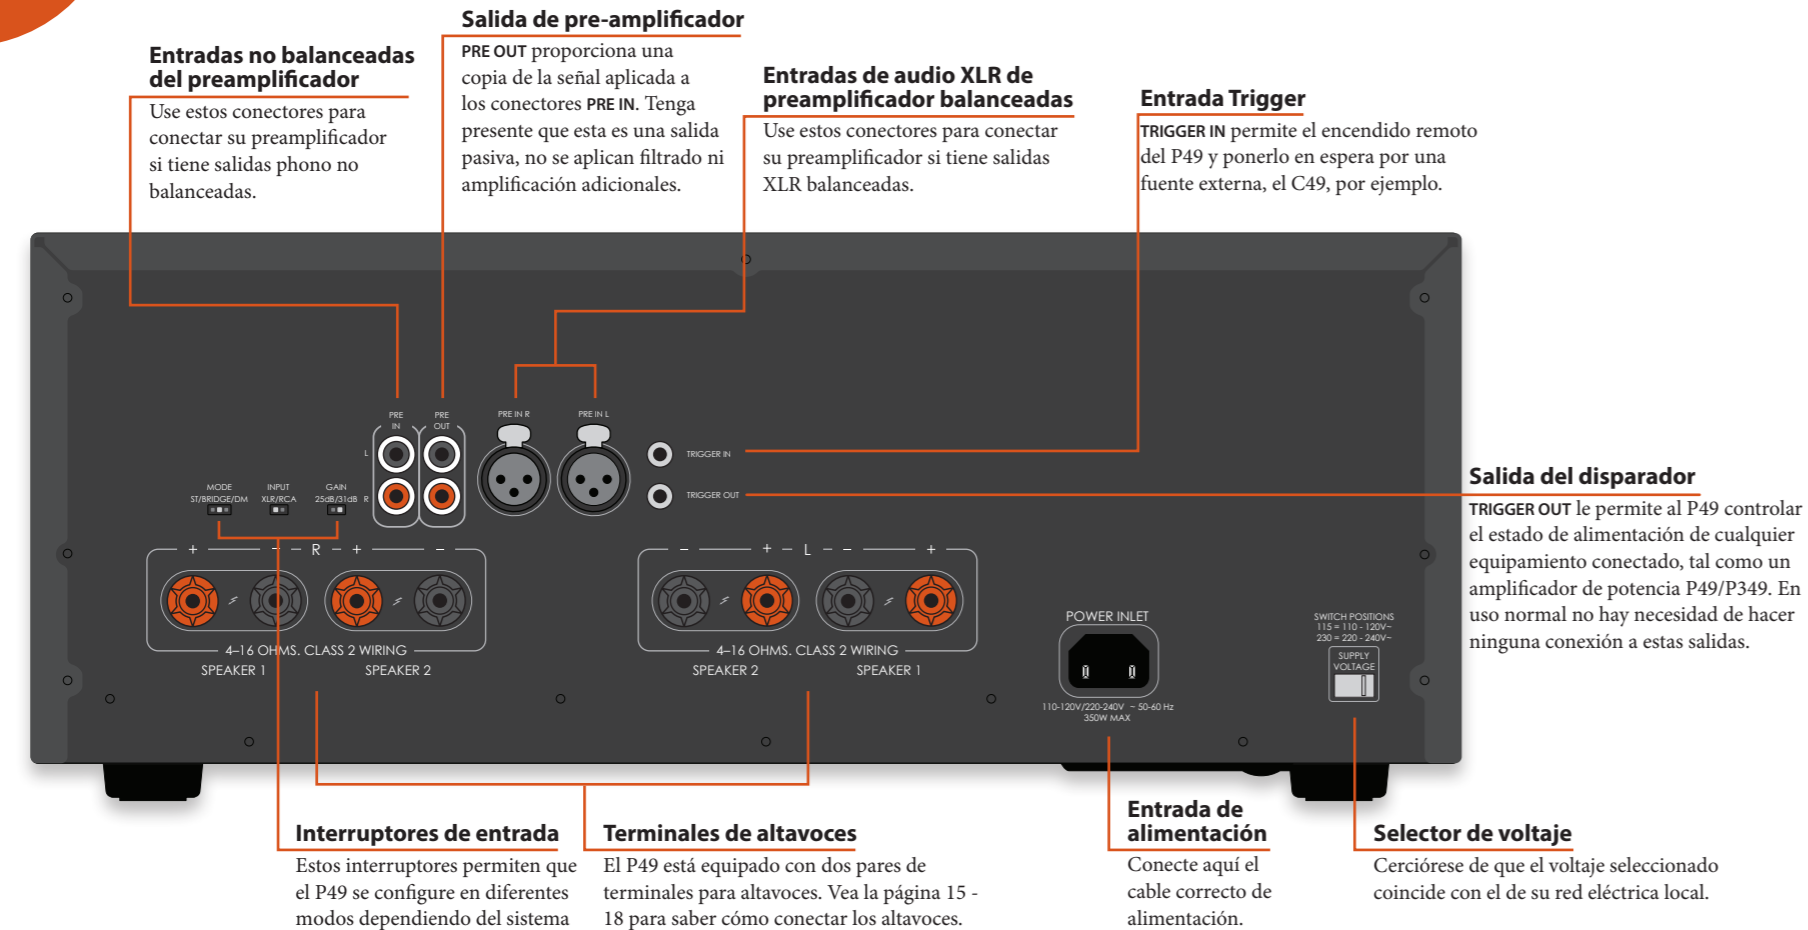 Salida de pre-amplificador
PRE OUT proporciona una
copia de la señal aplicada a
los conectores PRE IN. Tenga
presente que esta es una salida
pasiva, no se aplican filtrado ni
amplificación adicionales.
Entradas no balanceadas
del preamplificador
Use estos conectores para
conectar su preamplificador
si tiene salidas phono no
balanceadas.
Entradas de audio XLR de
preamplificador balanceadas
Use estos conectores para conectar
su preamplificador si tiene salidas
XLR balanceadas.
Entrada Trigger
TRIGGER IN permite el encendido remoto
del P49 y ponerlo en espera por una
fuente externa, el C49, por ejemplo.
PRE
IN
PRE
OUT
PRE IN R
PRE IN L
L
R
TRIGGER IN
TRIGGER OUT
MODE
ST/BRIDGE/DM
INPUT
XLR/RCA
GAIN
25dB/31dB
Salida del disparador
TRIGGER OUT le permite al P49 controlar
el estado de alimentación de cualquier
equipamiento conectado, tal como un
amplificador de potencia P49/P349. En
uso normal no hay necesidad de hacer
ninguna conexión a estas salidas.
+ − R + −
4–16 OHMS. CLASS 2 WIRING
SPEAKER 1 SPEAKER 2
− + L − +
4–16 OHMS. CLASS 2 WIRING
SPEAKER 2 SPEAKER 1
POWER INLET
110-120V/220-240V ~ 50-60 Hz
350W MAX
SWITCH POSITIONS
115 = 110 - 120V~
230 = 220 - 240V~
SUPPLY
VOLTAGE
Interruptores de entrada
Estos interruptores permiten que
el P49 se configure en diferentes
modos dependiendo del sistema
Terminales de altavoces
El P49 está equipado con dos pares de
terminales para altavoces. Vea la página 15 -
18 para saber cómo conectar los altavoces.
Entrada de
alimentación
Conecte aquí el
cable correcto de
alimentación.
Selector de voltaje
Cerciórese de que el voltaje seleccionado
coincide con el de su red eléctrica local.